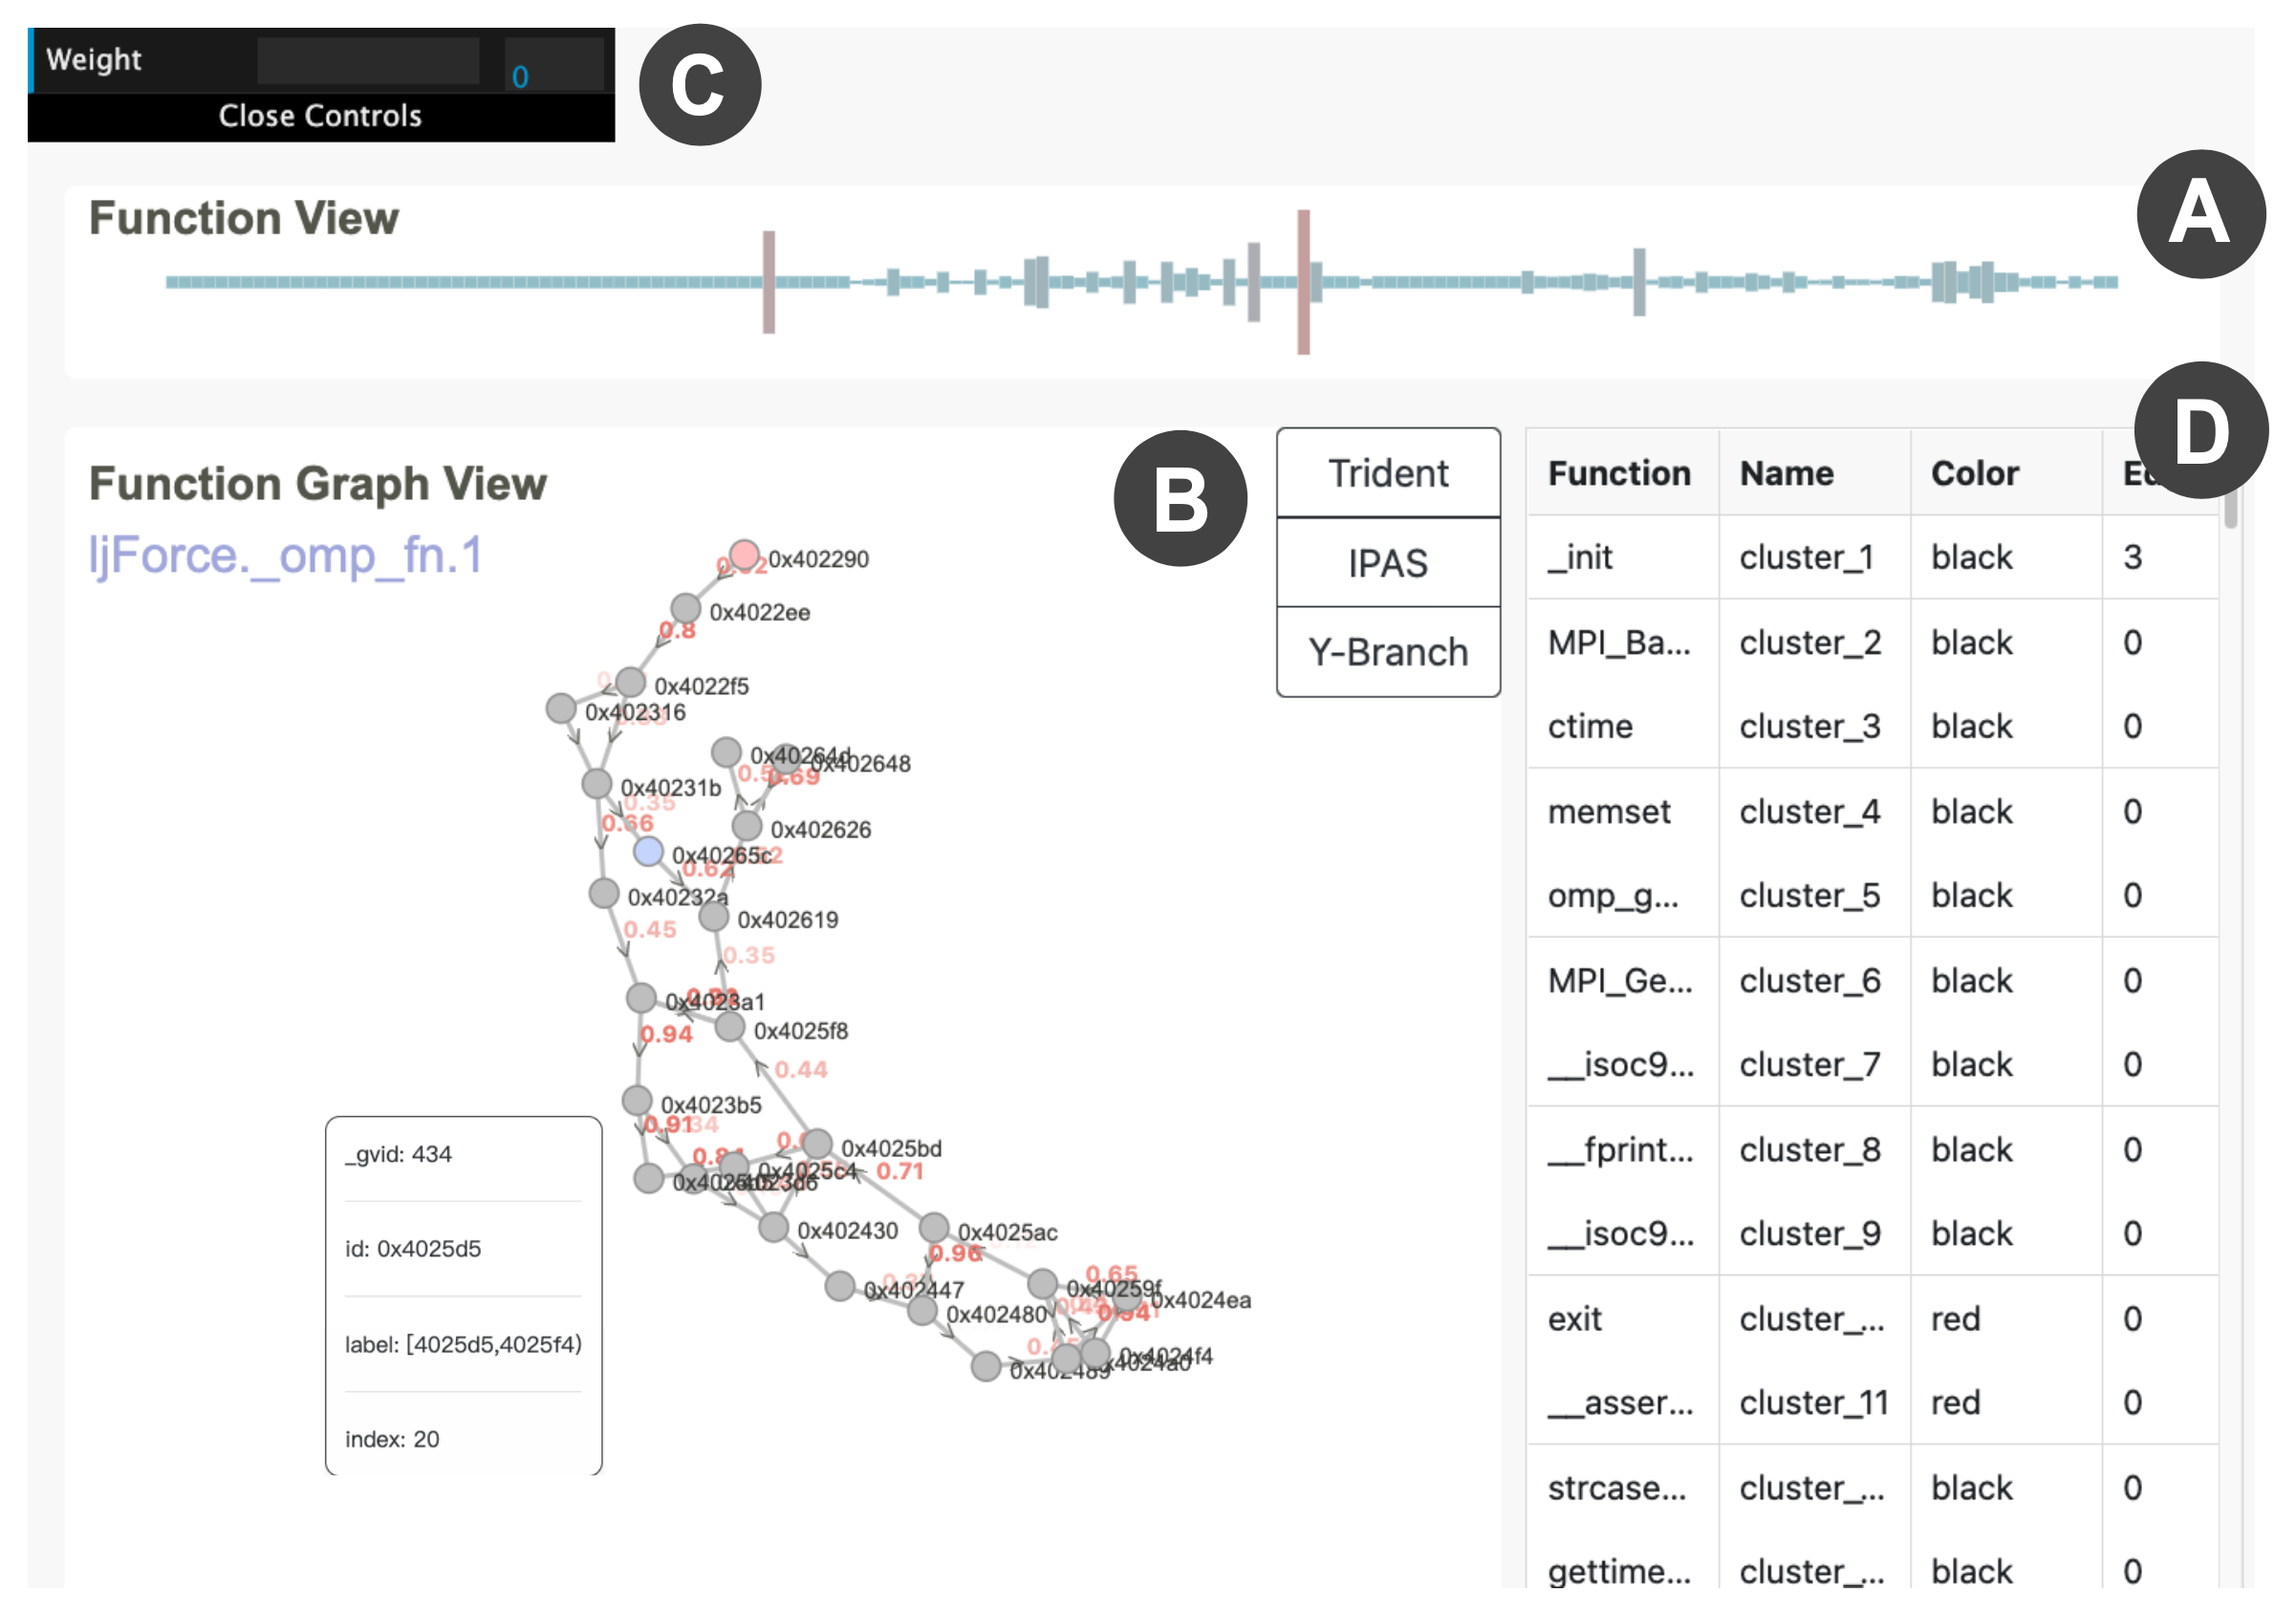 Weight
0
Close Controls
C
Function View
A
Function Graph View
ljForce._omp_fn.1
B
Trident
IPAS
Y-Branch
D
0x402290
0x4022ee
0.8
0x4022f5
0x402316
0x40264d
0x402648
0.69
0x40231b
0.35
0.66
0x402626
0x40265c
0x40232a
0x402619
0.45
0.35
0x4023a1
0x4025f8
0.94
0.44
0x4023b5
0.91
0x4025bd
0x4025c4
0.71
0x4023d6
0x402430
0x4025ac
0.96
0x402447
0x402480
0x40259f
0.65
0x4024ea
0.94
0x402489
0x4024a0
0x4024f4
_gvid: 434
id: 0x4025d5
label: [4025d5,4025f4)
index: 20
Function Name Color
_init cluster_1 black 3
MPI_Ba... cluster_2 black 0
ctime cluster_3 black 0
memset cluster_4 black 0
omp_g... cluster_5 black 0
MPI_Ge... cluster_6 black 0
__isoc9... cluster_7 black 0
__fprint... cluster_8 black 0
__isoc9... cluster_9 black 0
exit cluster_... red 0
__asser... cluster_11 red 0
strcase... cluster_... black 0
gettime... cluster_... black 0